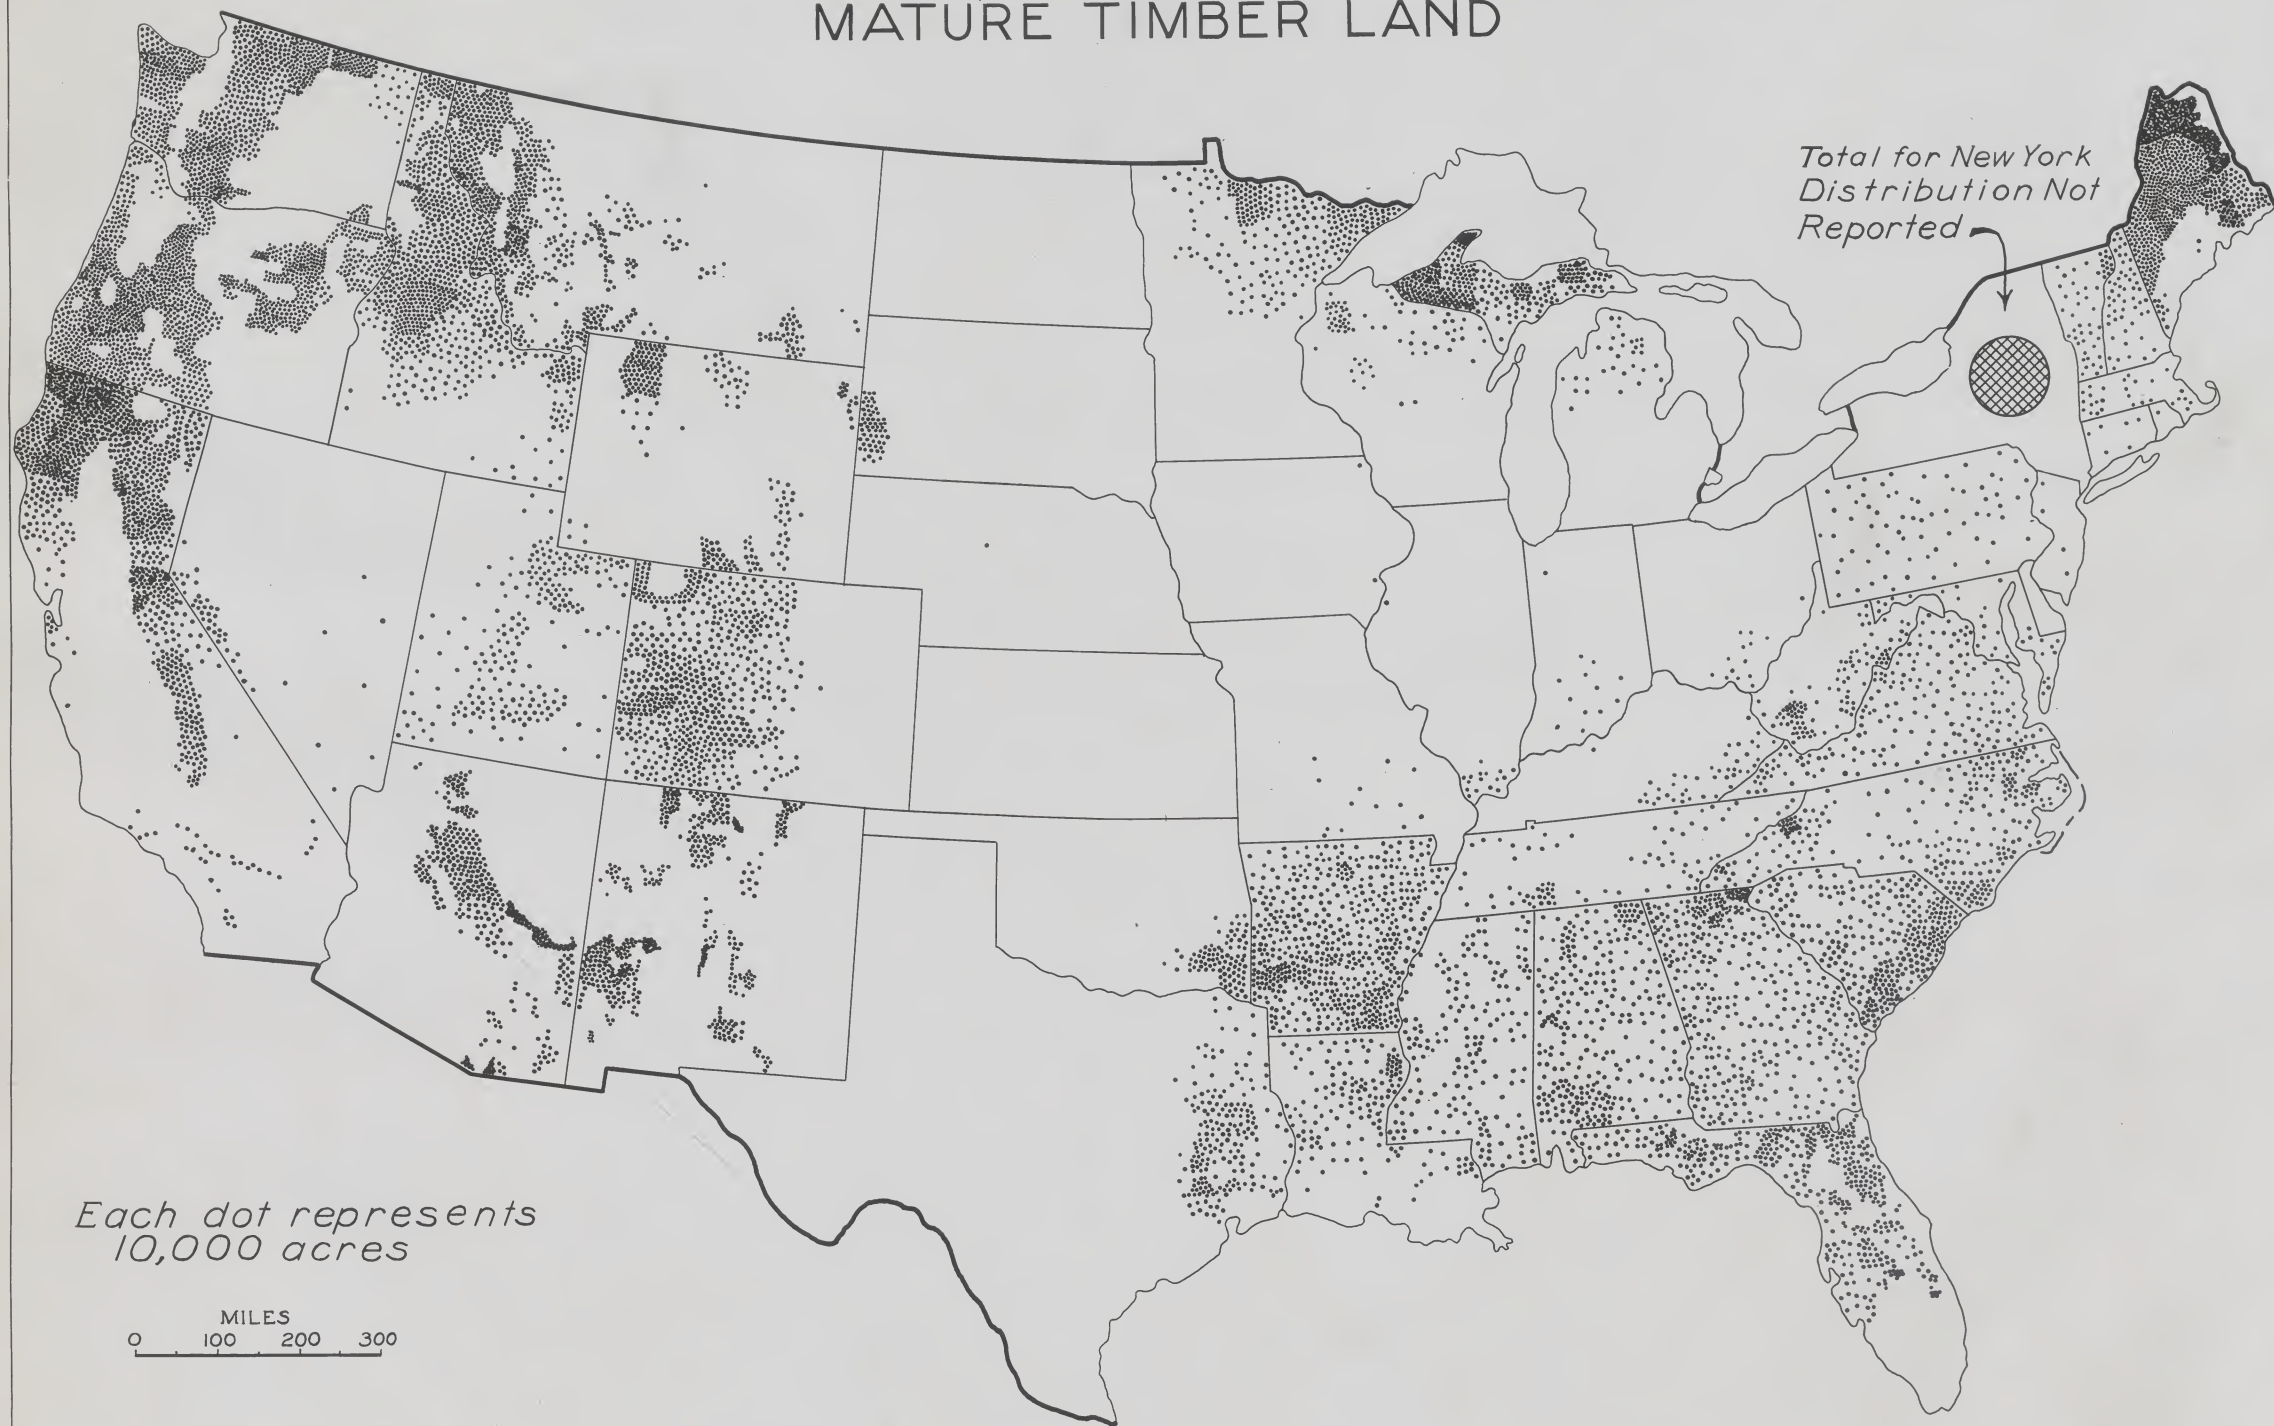 MATURE TIMBER LAND
Total for New York
Distribution Not
Reported
Each dot represents
10,000 acres
MILES
0 100 200 300